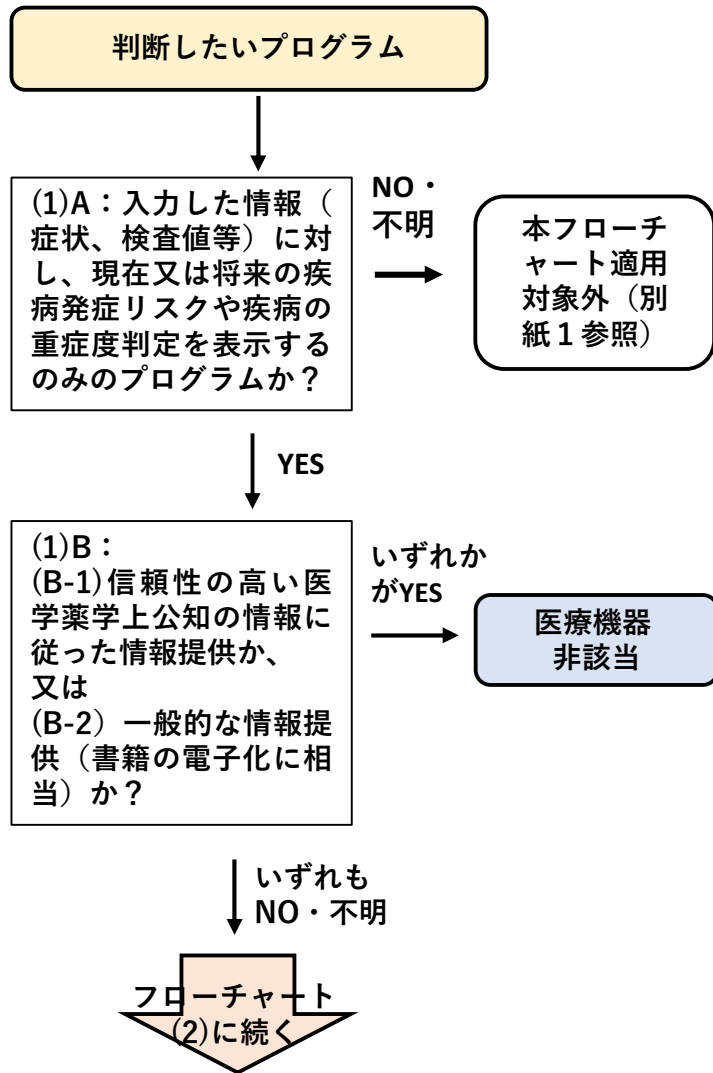 判断したいプログラム
(1)A：入力した情報（
症状、検査値等）に対
し、現在又は将来の疾
病発症リスクや疾病の
重症度判定を表示する
のみのプログラムか？
NO・
不明
本フローチ
ャート適用
対象外（別
紙１参照）
YES
(1)B：
(B-1)信頼性の高い医
学薬学上公知の情報に
従った情報提供か、
又は
(B-2）一般的な情報提
供（書籍の電子化に相
当）か？
いずれか
がYES
医療機器
非該当
いずれも
NO・不明
フローチャート
(2)に続く